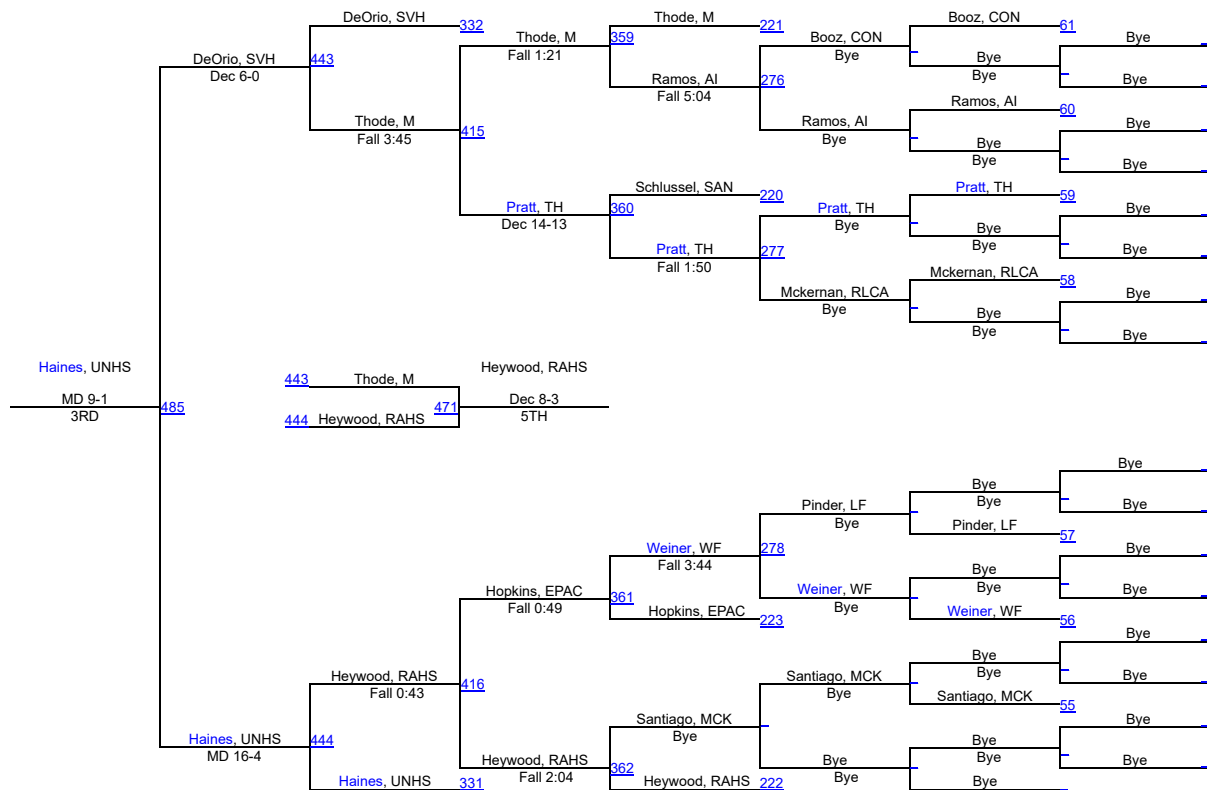 DeOrio, SVH
332
Thode, M
221
Booz, CON
61
Thode, M
359
Fall 1:21
Booz, CON
Bye
Bye
DeOrio, SVH
443
Dec 6-0
Bye
Bye
Ramos, AI
276
Fall 5:04
Bye
Ramos, AI
60
Thode, M
415
Fall 3:45
Ramos, AI
Bye
Bye
Bye
Bye
Bye
Schlussel, SAN
220
Pratt, TH
59
Pratt, TH
360
Dec 14-13
Pratt, TH
Bye
Bye
Bye
Bye
Pratt, TH
277
Fall 1:50
Bye
Mckernan, RLCA
58
Mckernan, RLCA
Bye
Bye
Bye
Bye
Bye
Haines, UNHS
Heywood, RAHS
443
Thode, M
MD 9-1
485
3RD
471
Dec 8-3
5TH
444
Heywood, RAHS
Bye
Bye
Bye
Bye
Pinder, LF
Bye
Pinder, LF
57
Weiner, WF
278
Fall 3:44
Bye
Bye
Bye
Bye
Hopkins, EPAC
361
Fall 0:49
Weiner, WF
Bye
Hopkins, EPAC
223
Weiner, WF
56
Bye
Bye
Bye
Heywood, RAHS
416
Fall 0:43
Santiago, MCK
Bye
Bye
Santiago, MCK
55
Santiago, MCK
Bye
Bye
Haines, UNHS
444
MD 16-4
Bye
Bye
Heywood, RAHS
362
Fall 2:04
Bye
Bye
Bye
Haines, UNHS
331
Heywood, RAHS
222
Bye